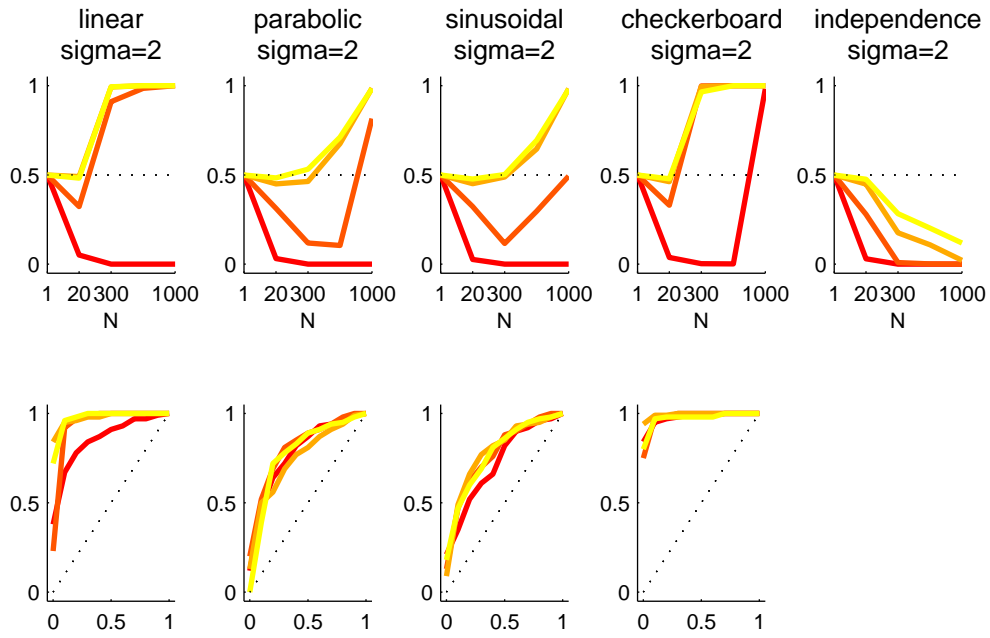 linear parabolic sinusoidal checkerboard independence
sigma=2 sigma=2 sigma=2 sigma=2 sigma=2
1 1 1 1 1
0.5 0.5 0.5 0.5 0.5
0 0 0 0 0
1 20 300 1000 1 20 300 1000 1 20 300 1000 1 20 300 1000 1 20 300 1000
N N N N N
1 1 1 1
0.5 0.5 0.5 0.5
0 0 0 0
0 0.5 1 0 0.5 1 0 0.5 1 0 0.5 1